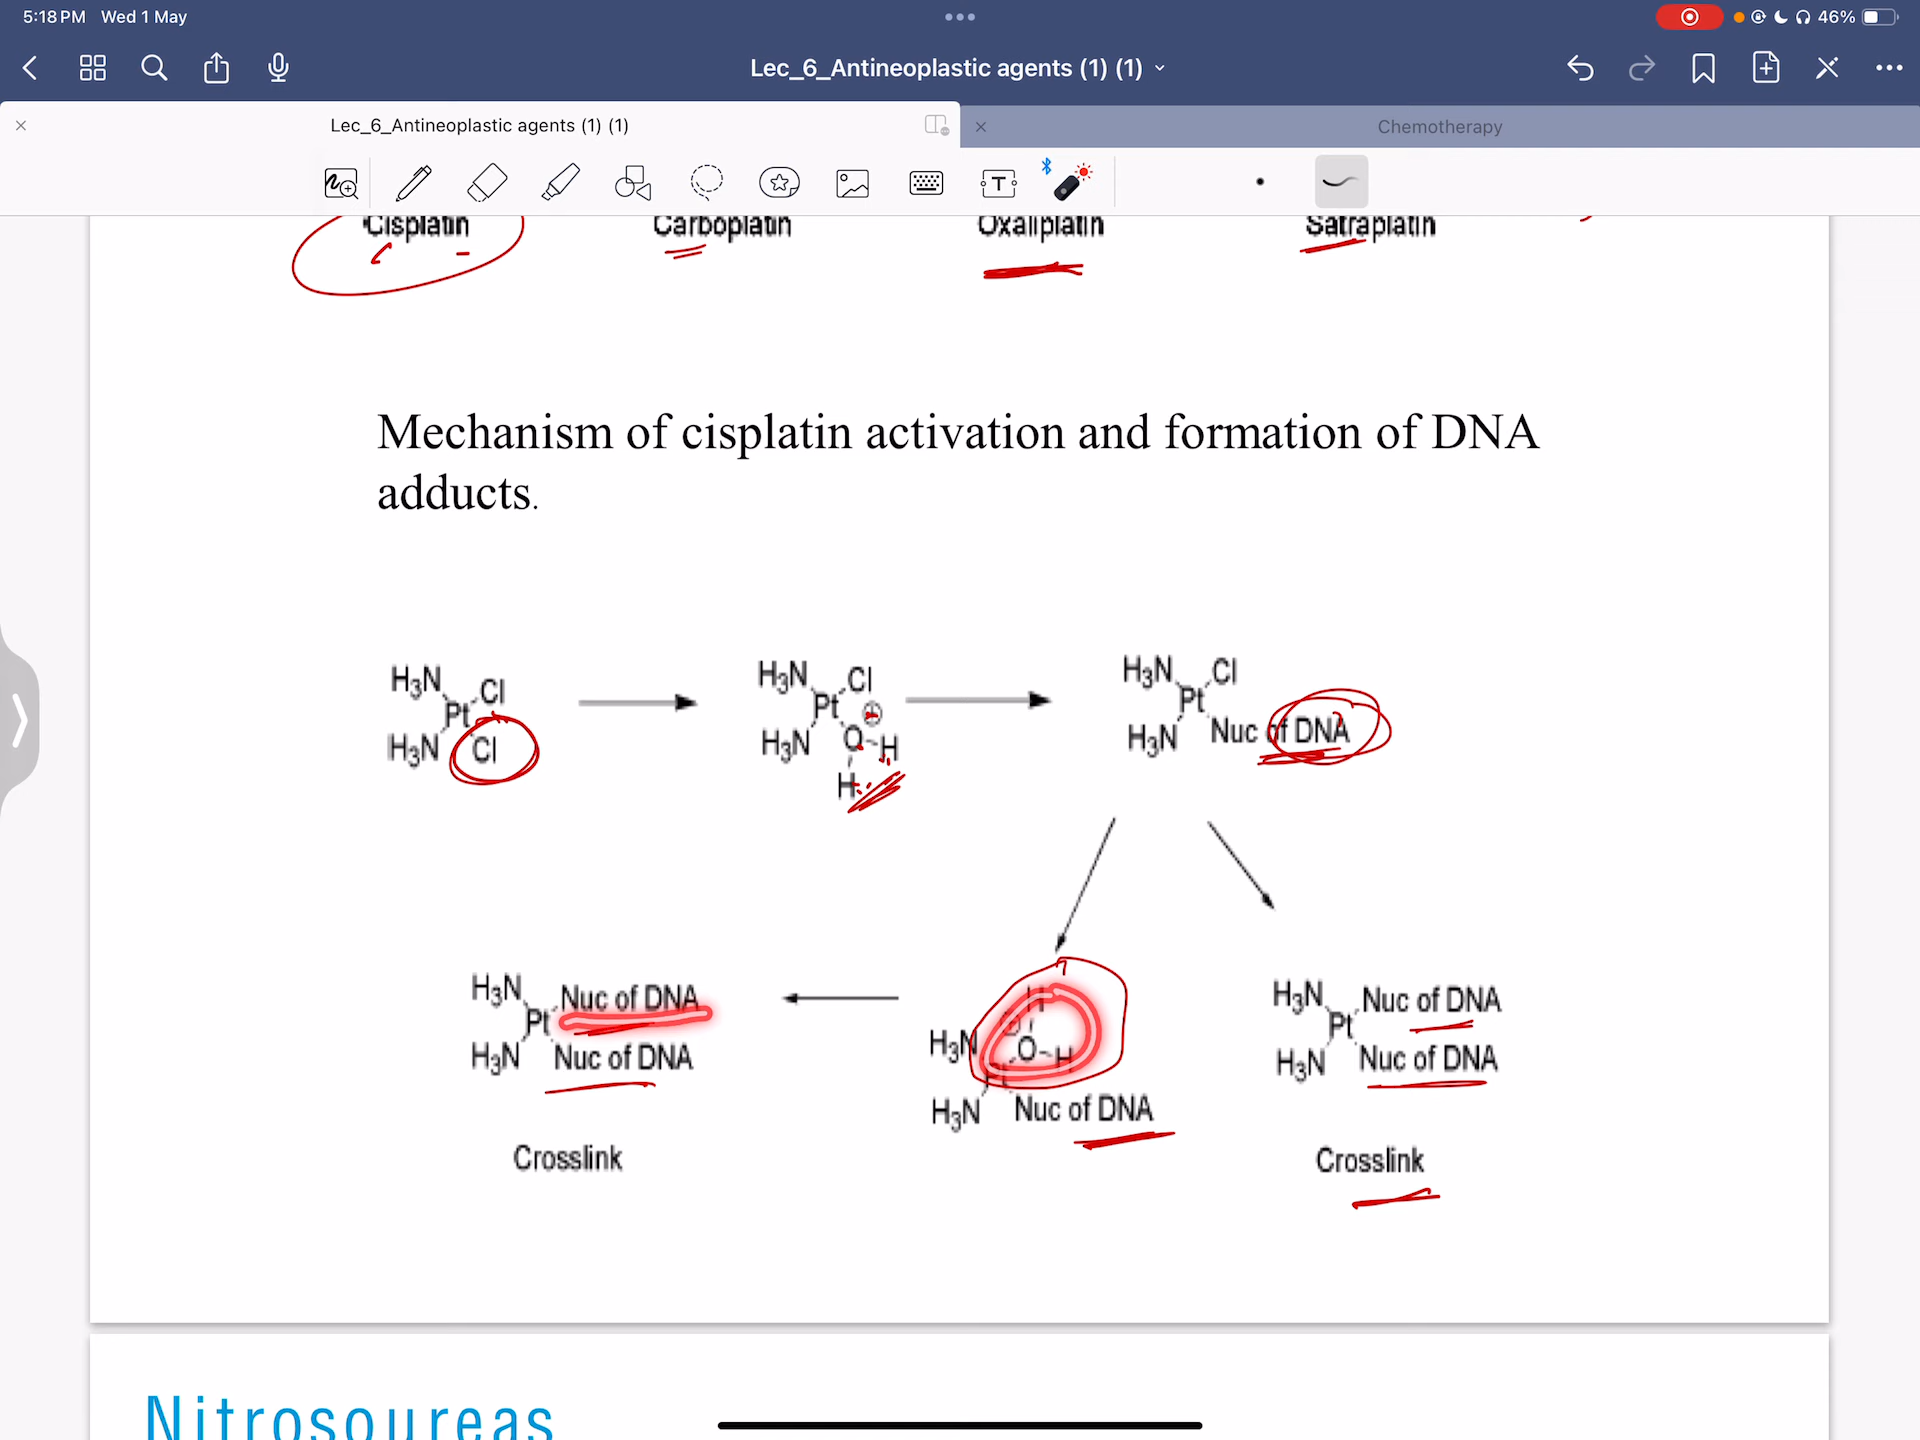 5:18 PM Wed 1 May
46%
Lec_6_Antineoplastic agents (1) (1)
Lec_6_Antineoplastic agents (1) (1)
Chemotherapy
Cisplatin Carboplatin Oxaliplatin Satraplatin
Mechanism of cisplatin activation and formation of DNA
adducts.
H₃N Cl
Pt
H₃N Cl
H₃N Cl
Pt ⊕
H₃N O-H
H
H₃N Cl
Pt
H₃N Nuc of DNA
H₃N Nuc of DNA
Pt
H₃N Nuc of DNA
Crosslink
H
⊕
H₃N O-H
Pt
H₃N Nuc of DNA
H₃N Nuc of DNA
Pt
H₃N Nuc of DNA
Crosslink
Nitrosoureas